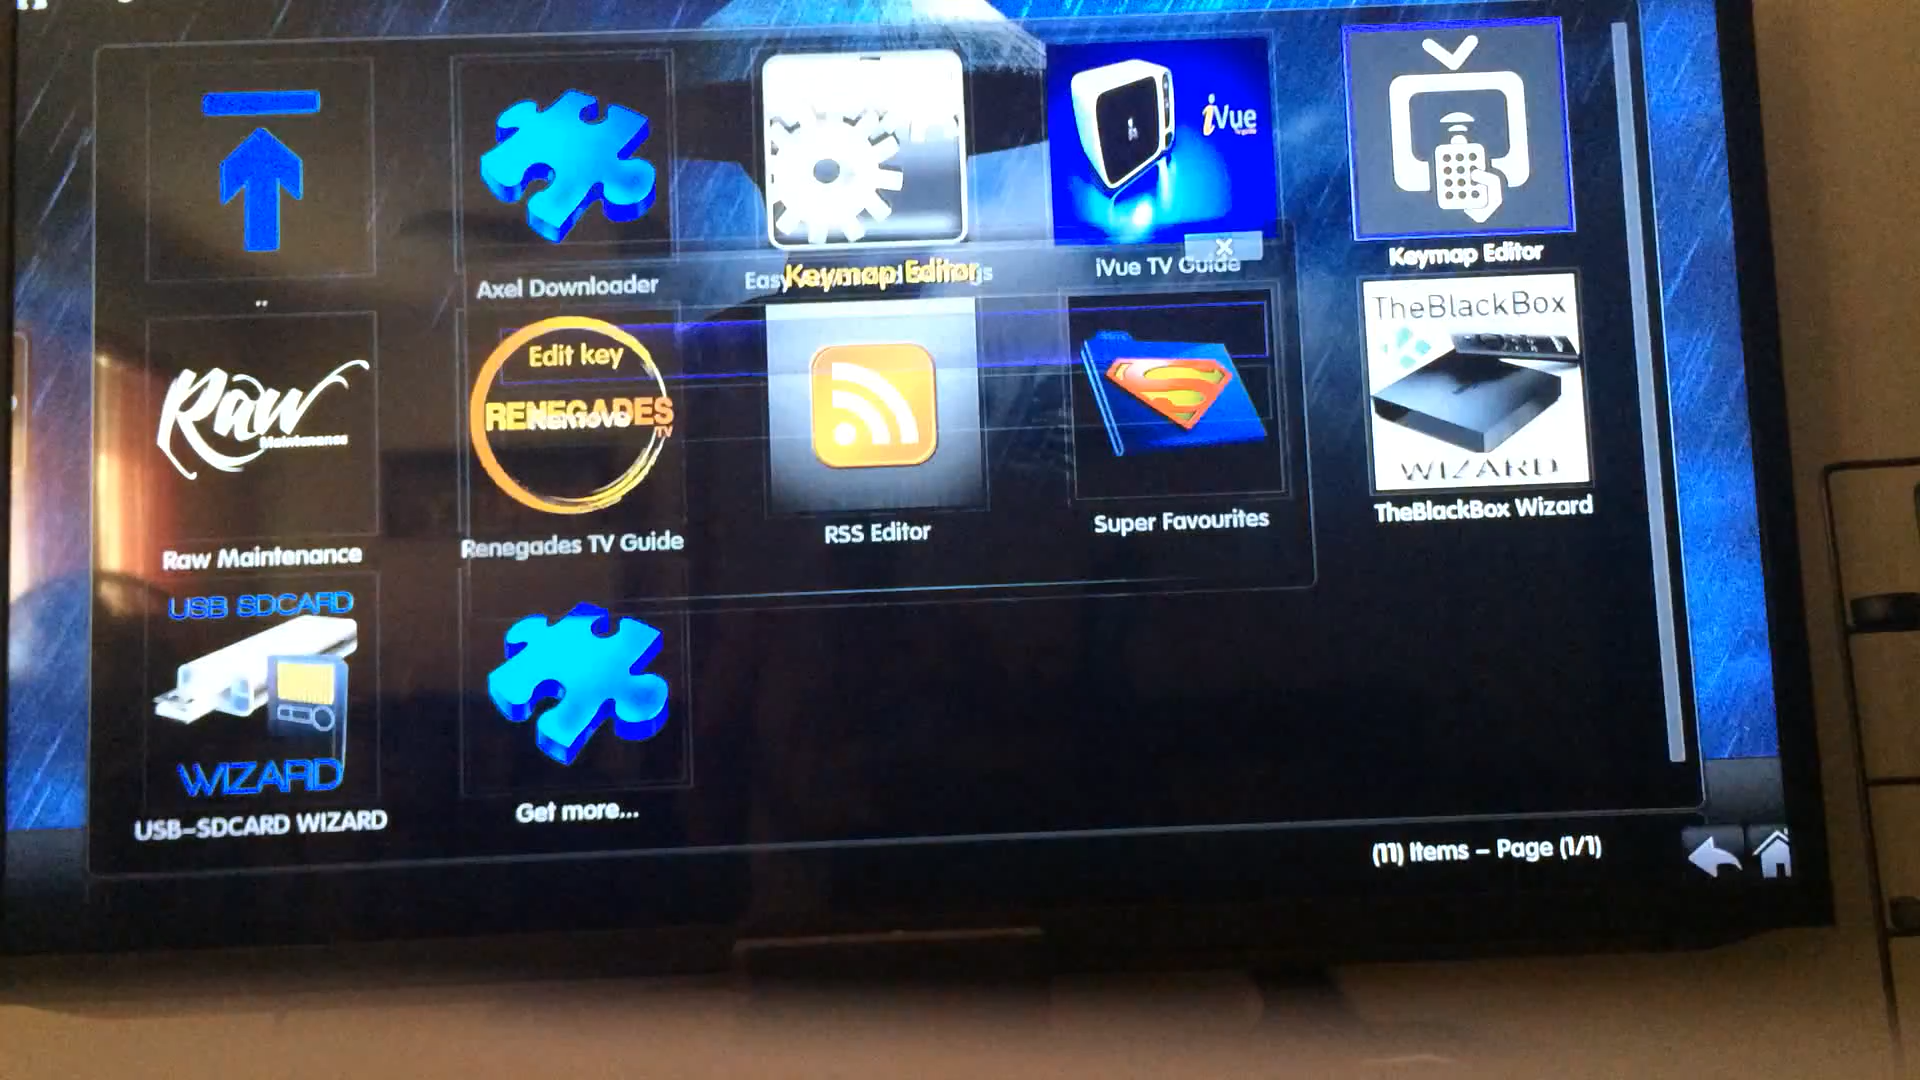 iVue
Axel Downloader
Keymap Editor
iVue TV Guide
Keymap Editor
..
Raw
Maintenance
Edit key
RENEGADES
TV
Remove
TheBlackBox
WIZARD
Raw Maintenance
Renegades TV Guide
RSS Editor
Super Favourites
TheBlackBox Wizard
USB SDCARD
WIZARD
USB-SDCARD WIZARD
Get more...
(11) Items - Page (1/1)